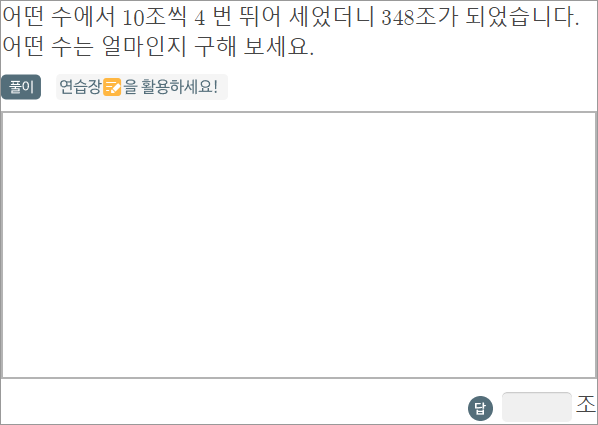 어떤 수에서 10조씩 4 번 뛰어 세었더니 348조가 되었습니다.
어떤 수는 얼마인지 구해 보세요.
풀이 연습장을 활용하세요!
답 조